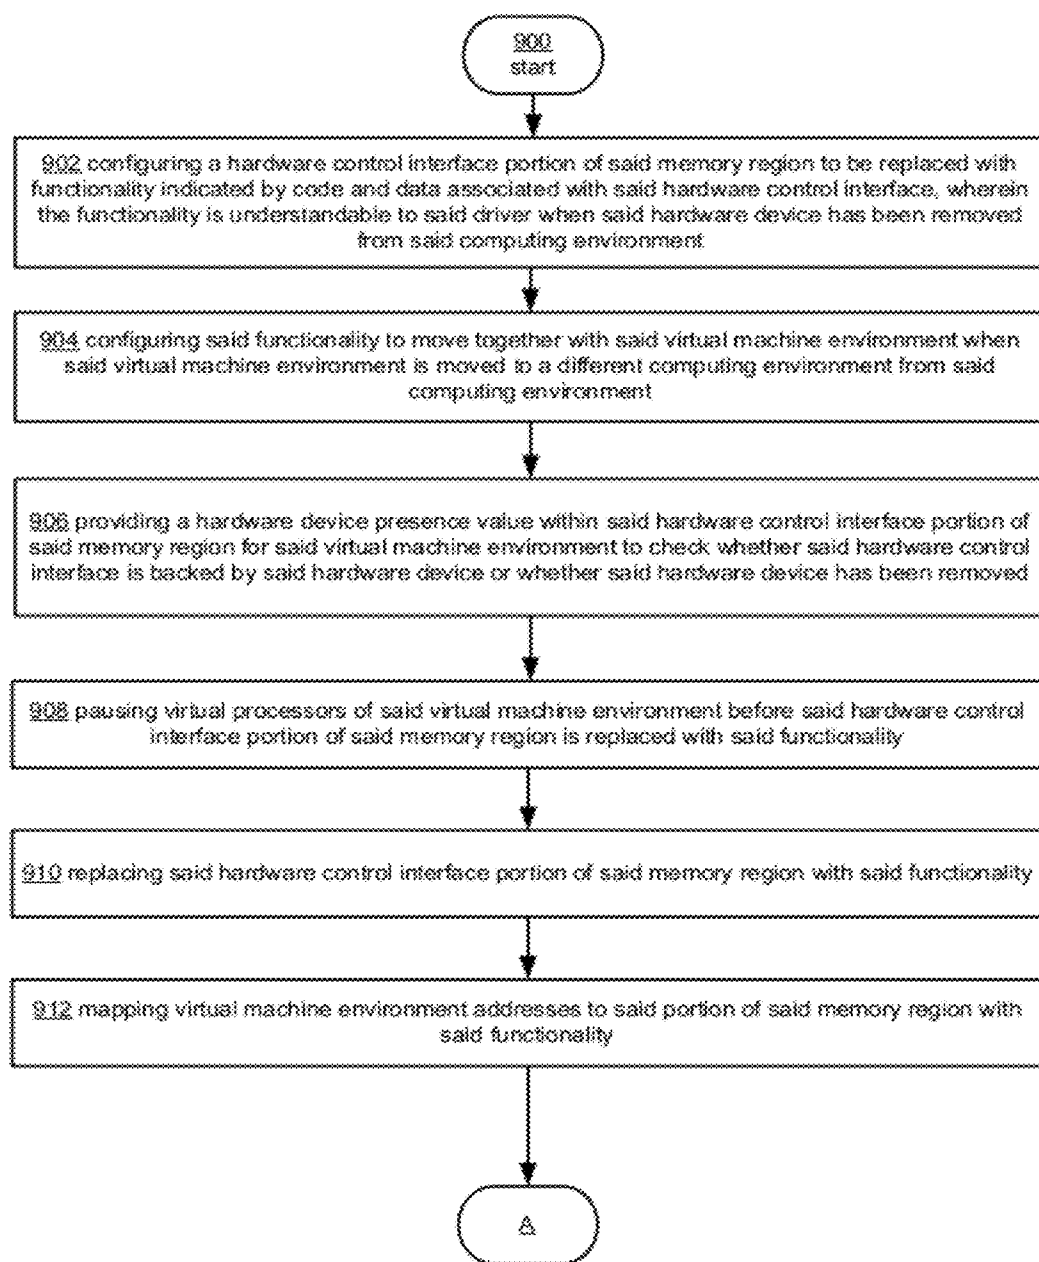 900
start
902 configuring a hardware control interface portion of said memory region to be replaced with
functionality indicated by code and data associated with said hardware control interface, wherein
the functionality is understandable to said driver when said hardware device has been removed
from said computing environment
904 configuring said functionality to move together with said virtual machine environment when
said virtual machine environment is moved to a different computing environment from said
computing environment
906 providing a hardware device presence value within said hardware control interface portion of
said memory region for said virtual machine environment to check whether said hardware control
interface is backed by said hardware device or whether said hardware device has been removed
908 pausing virtual processors of said virtual machine environment before said hardware control
interface portion of said memory region is replaced with said functionality
910 replacing said hardware control interface portion of said memory region with said functionality
912 mapping virtual machine environment addresses to said portion of said memory region with
said functionality
A